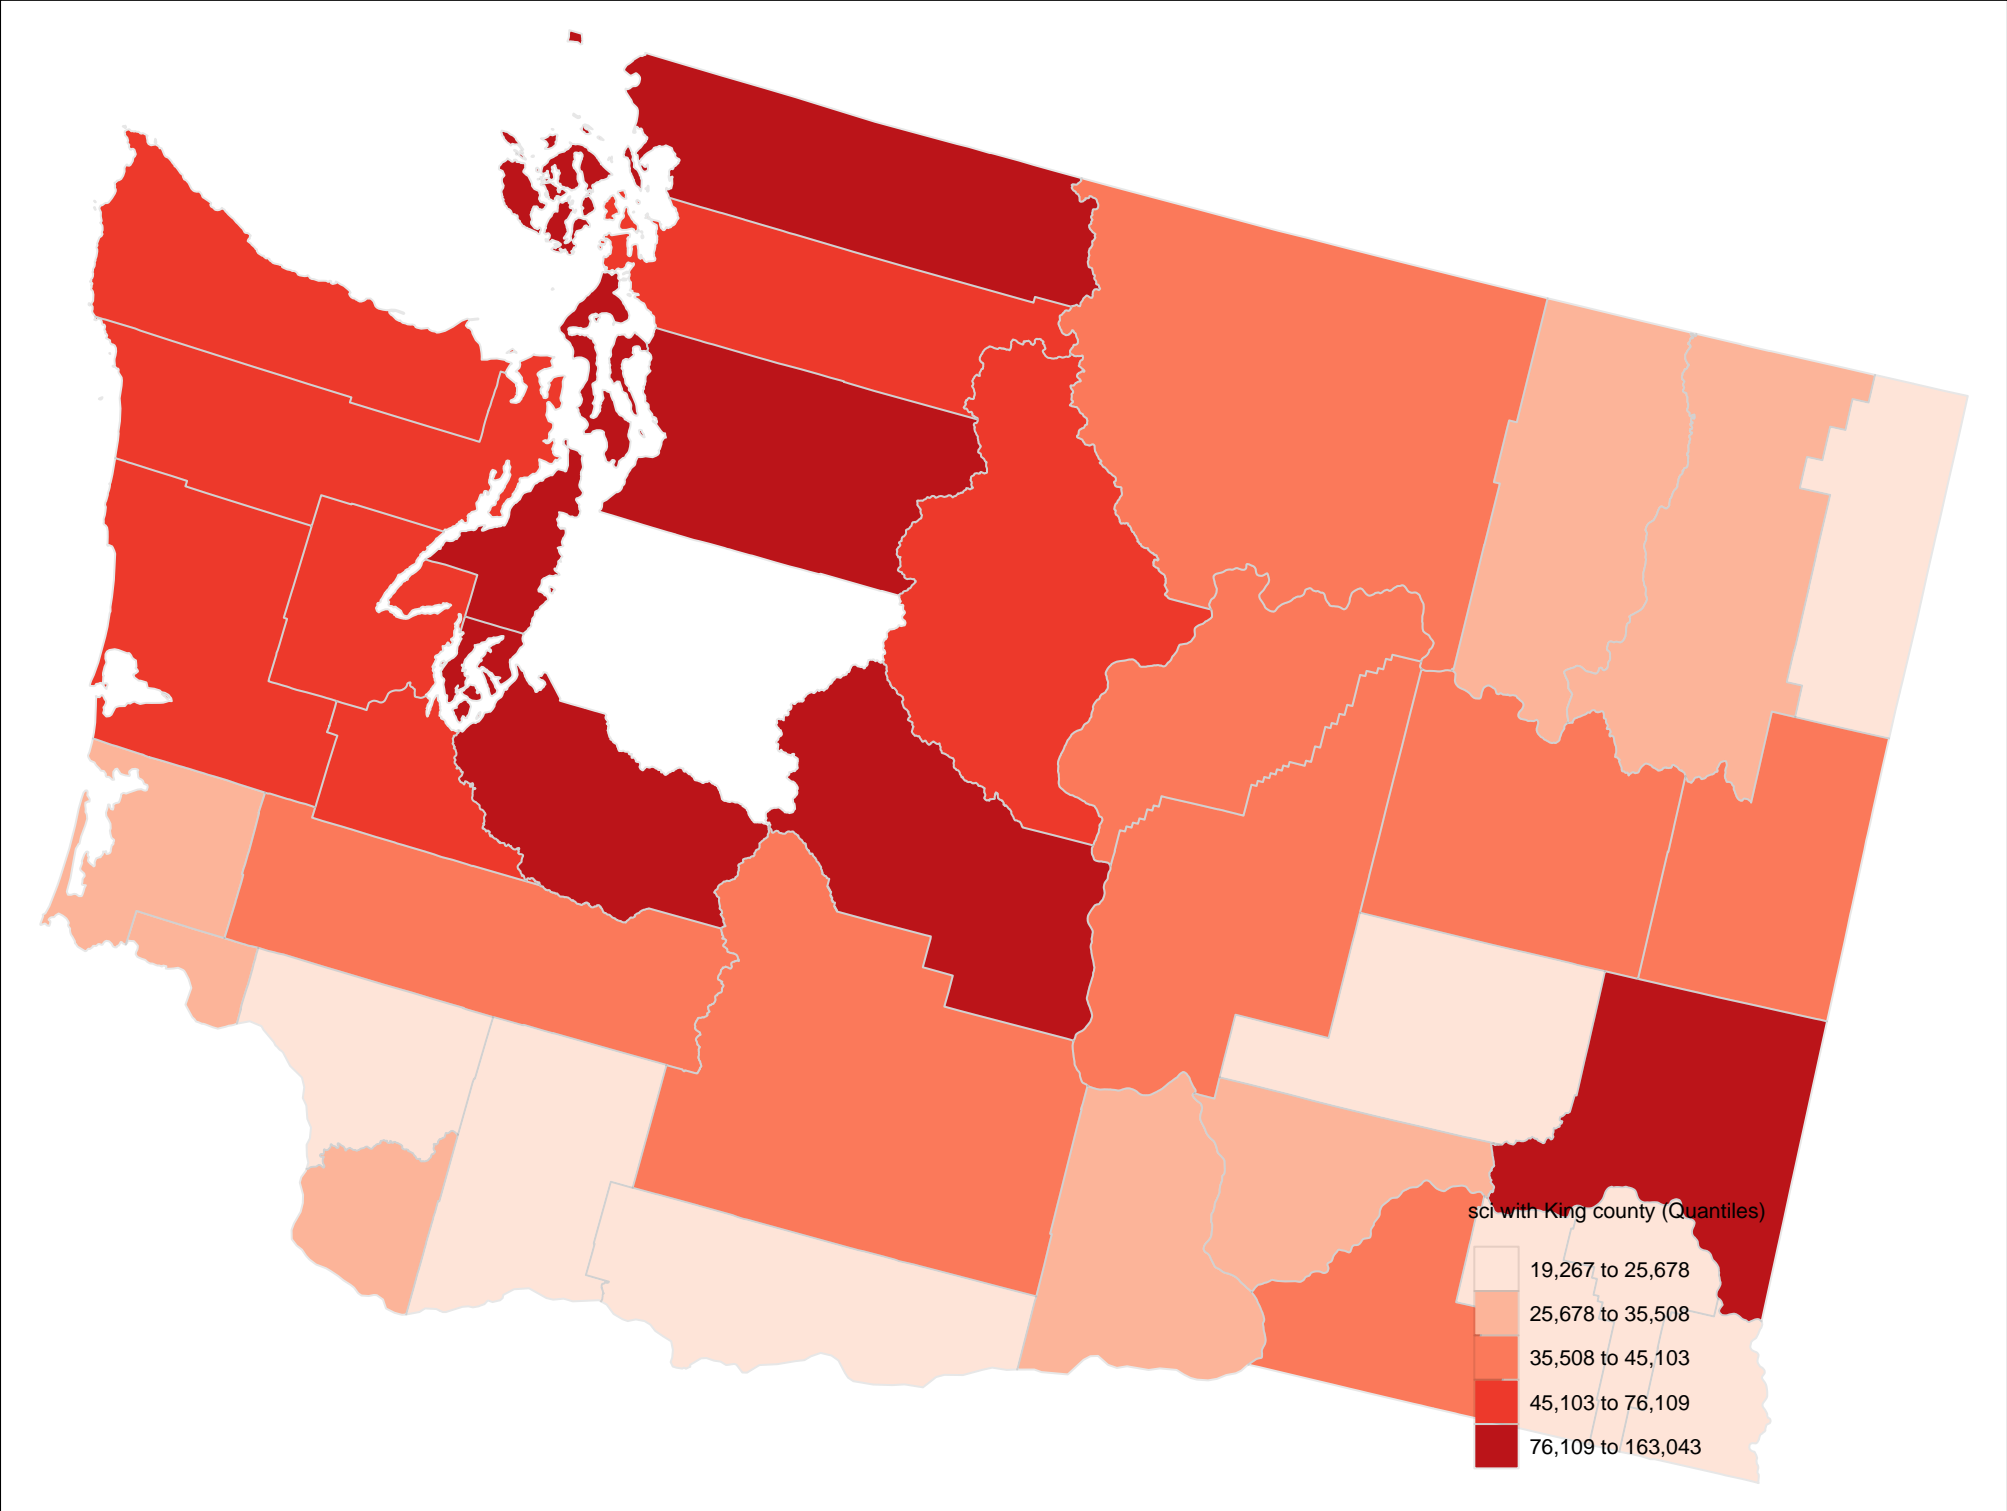 sci with King county (Quantiles)
19,267 to 25,678
25,678 to 35,508
35,508 to 45,103
45,103 to 76,109
76,109 to 163,043